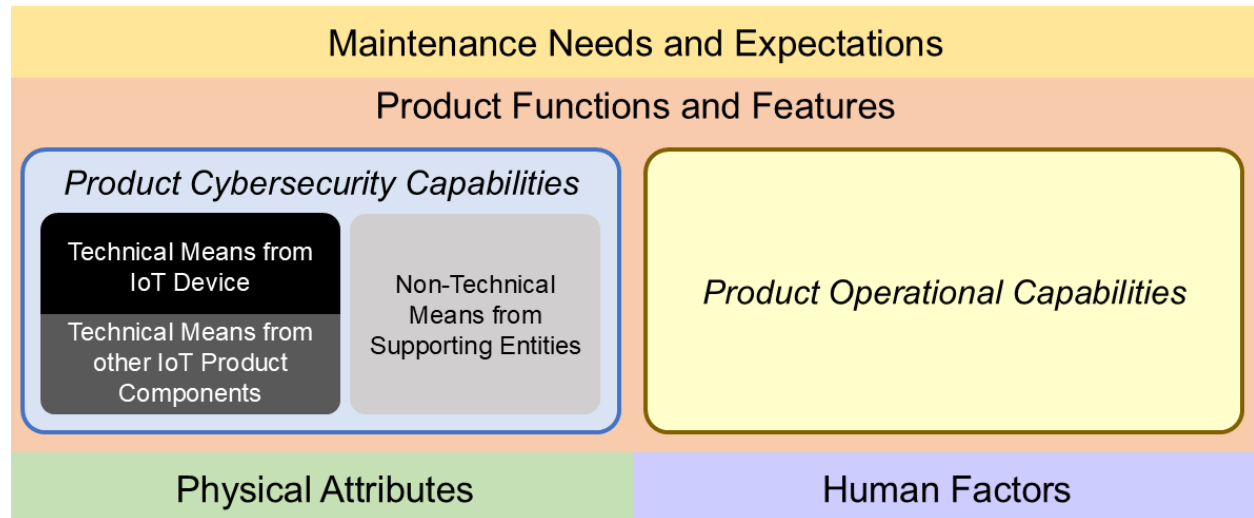 Maintenance Needs and Expectations
Product Functions and Features
Product Cybersecurity Capabilities
Technical Means from
IoT Device
Technical Means from
other IoT Product
Components
Non-Technical
Means from
Supporting Entities
Product Operational Capabilities
Physical Attributes
Human Factors